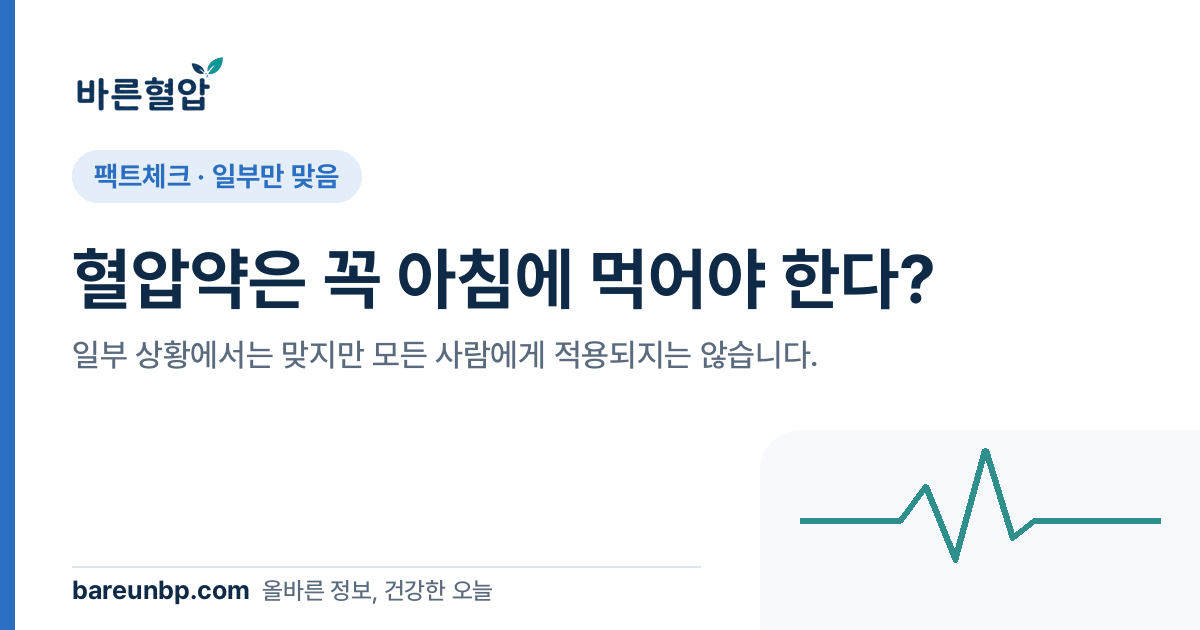 바른혈압
팩트체크 · 일부만 맞음
혈압약은 꼭 아침에 먹어야 한다?
일부 상황에서는 맞지만 모든 사람에게 적용되지는 않습니다.
bareunbp.com 올바른 정보, 건강한 오늘